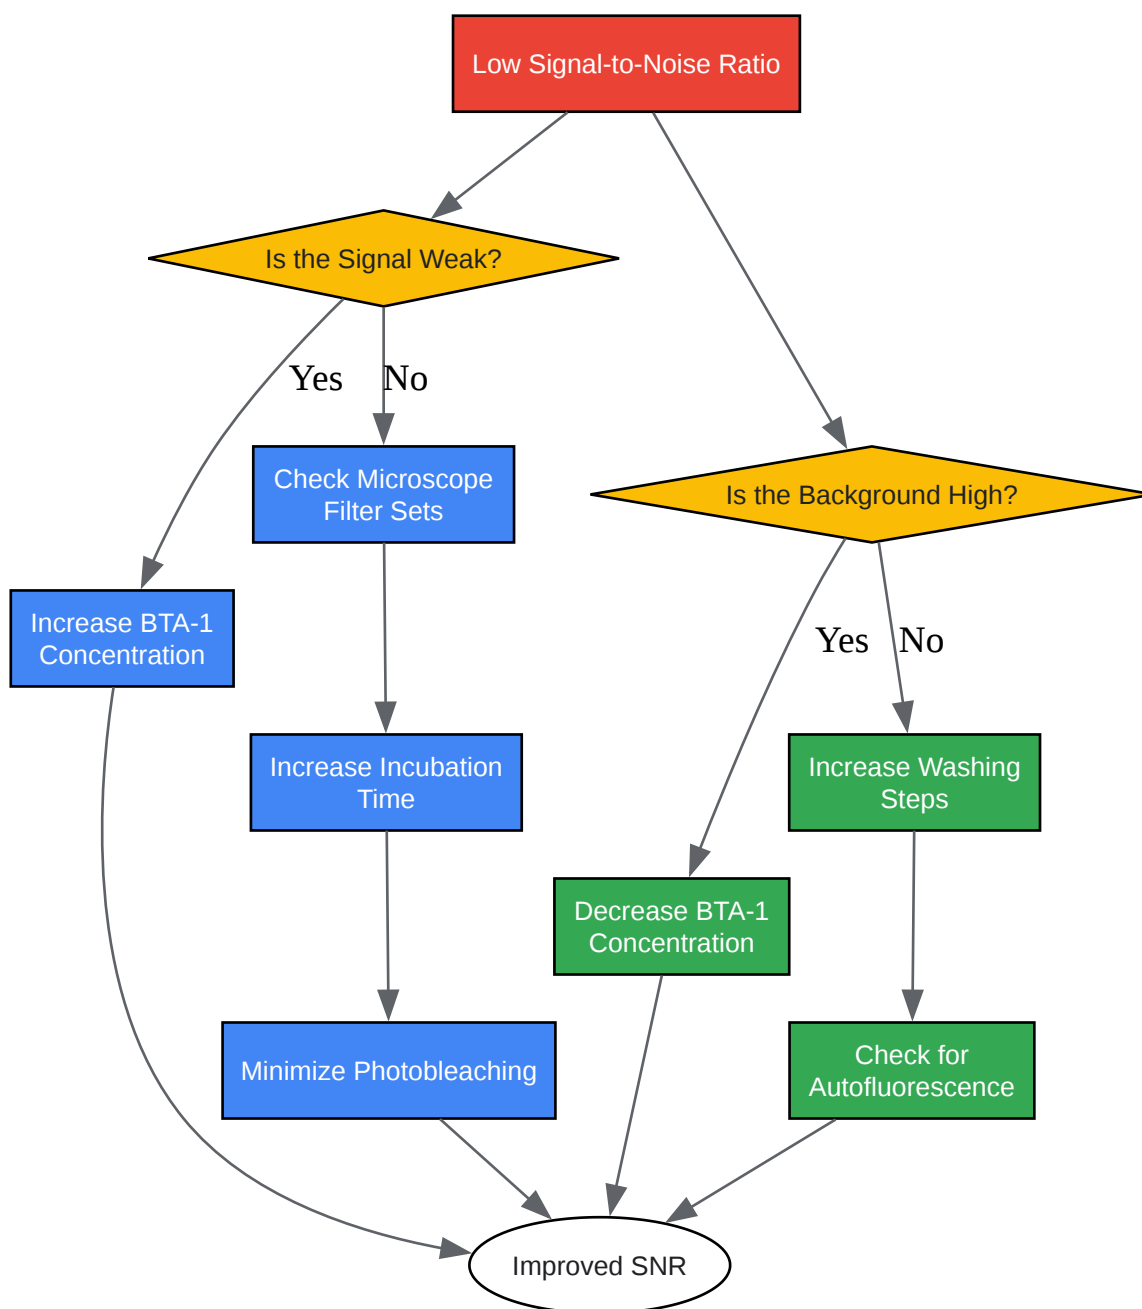 Low Signal-to-Noise Ratio
Is the Signal Weak?
Yes
No
Check Microscope
Filter Sets
Is the Background High?
Increase BTA-1
Concentration
Yes
No
Increase Incubation
Time
Increase Washing
Steps
Decrease BTA-1
Concentration
Minimize Photobleaching
Check for
Autofluorescence
Improved SNR